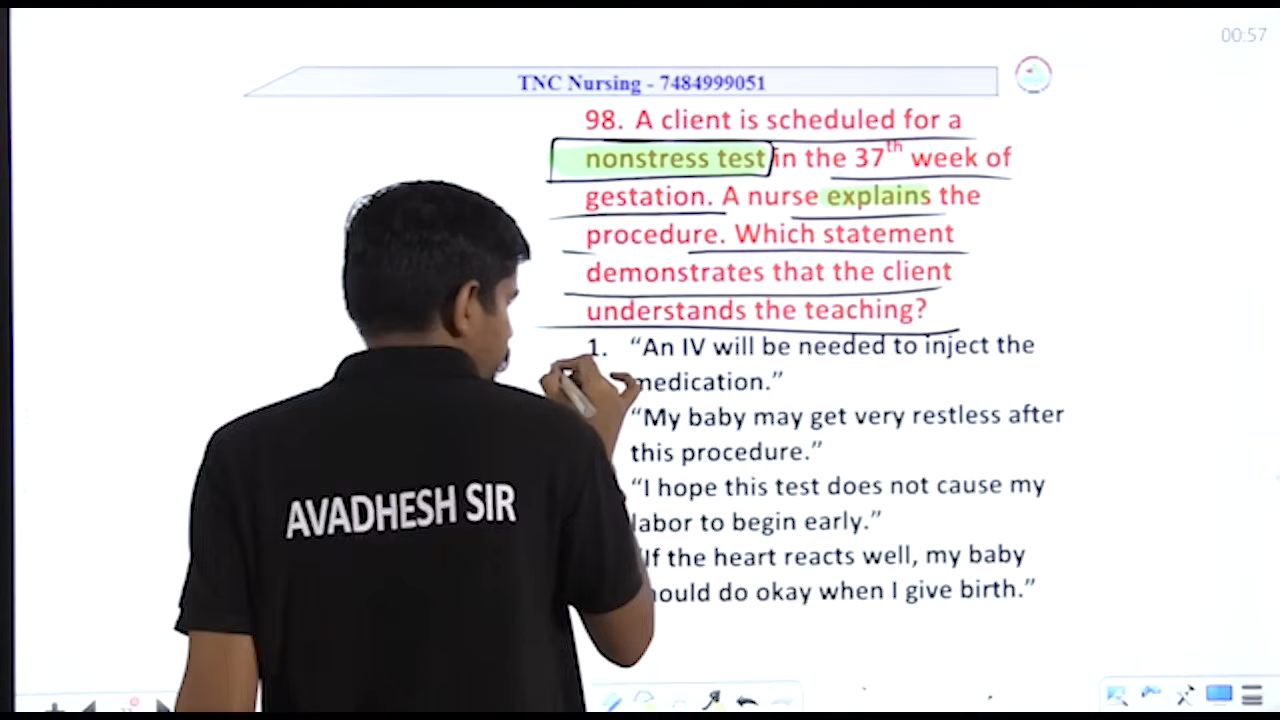 00:57
TNC Nursing - 7484999051
98. A client is scheduled for a
nonstress test in the 37th week of
gestation. A nurse explains the
procedure. Which statement
demonstrates that the client
understands the teaching?
1. “An IV will be needed to inject the
medication.”
“My baby may get very restless after
this procedure.”
“I hope this test does not cause my
labor to begin early.”
“If the heart reacts well, my baby
should do okay when I give birth.”
AVADHESH SIR